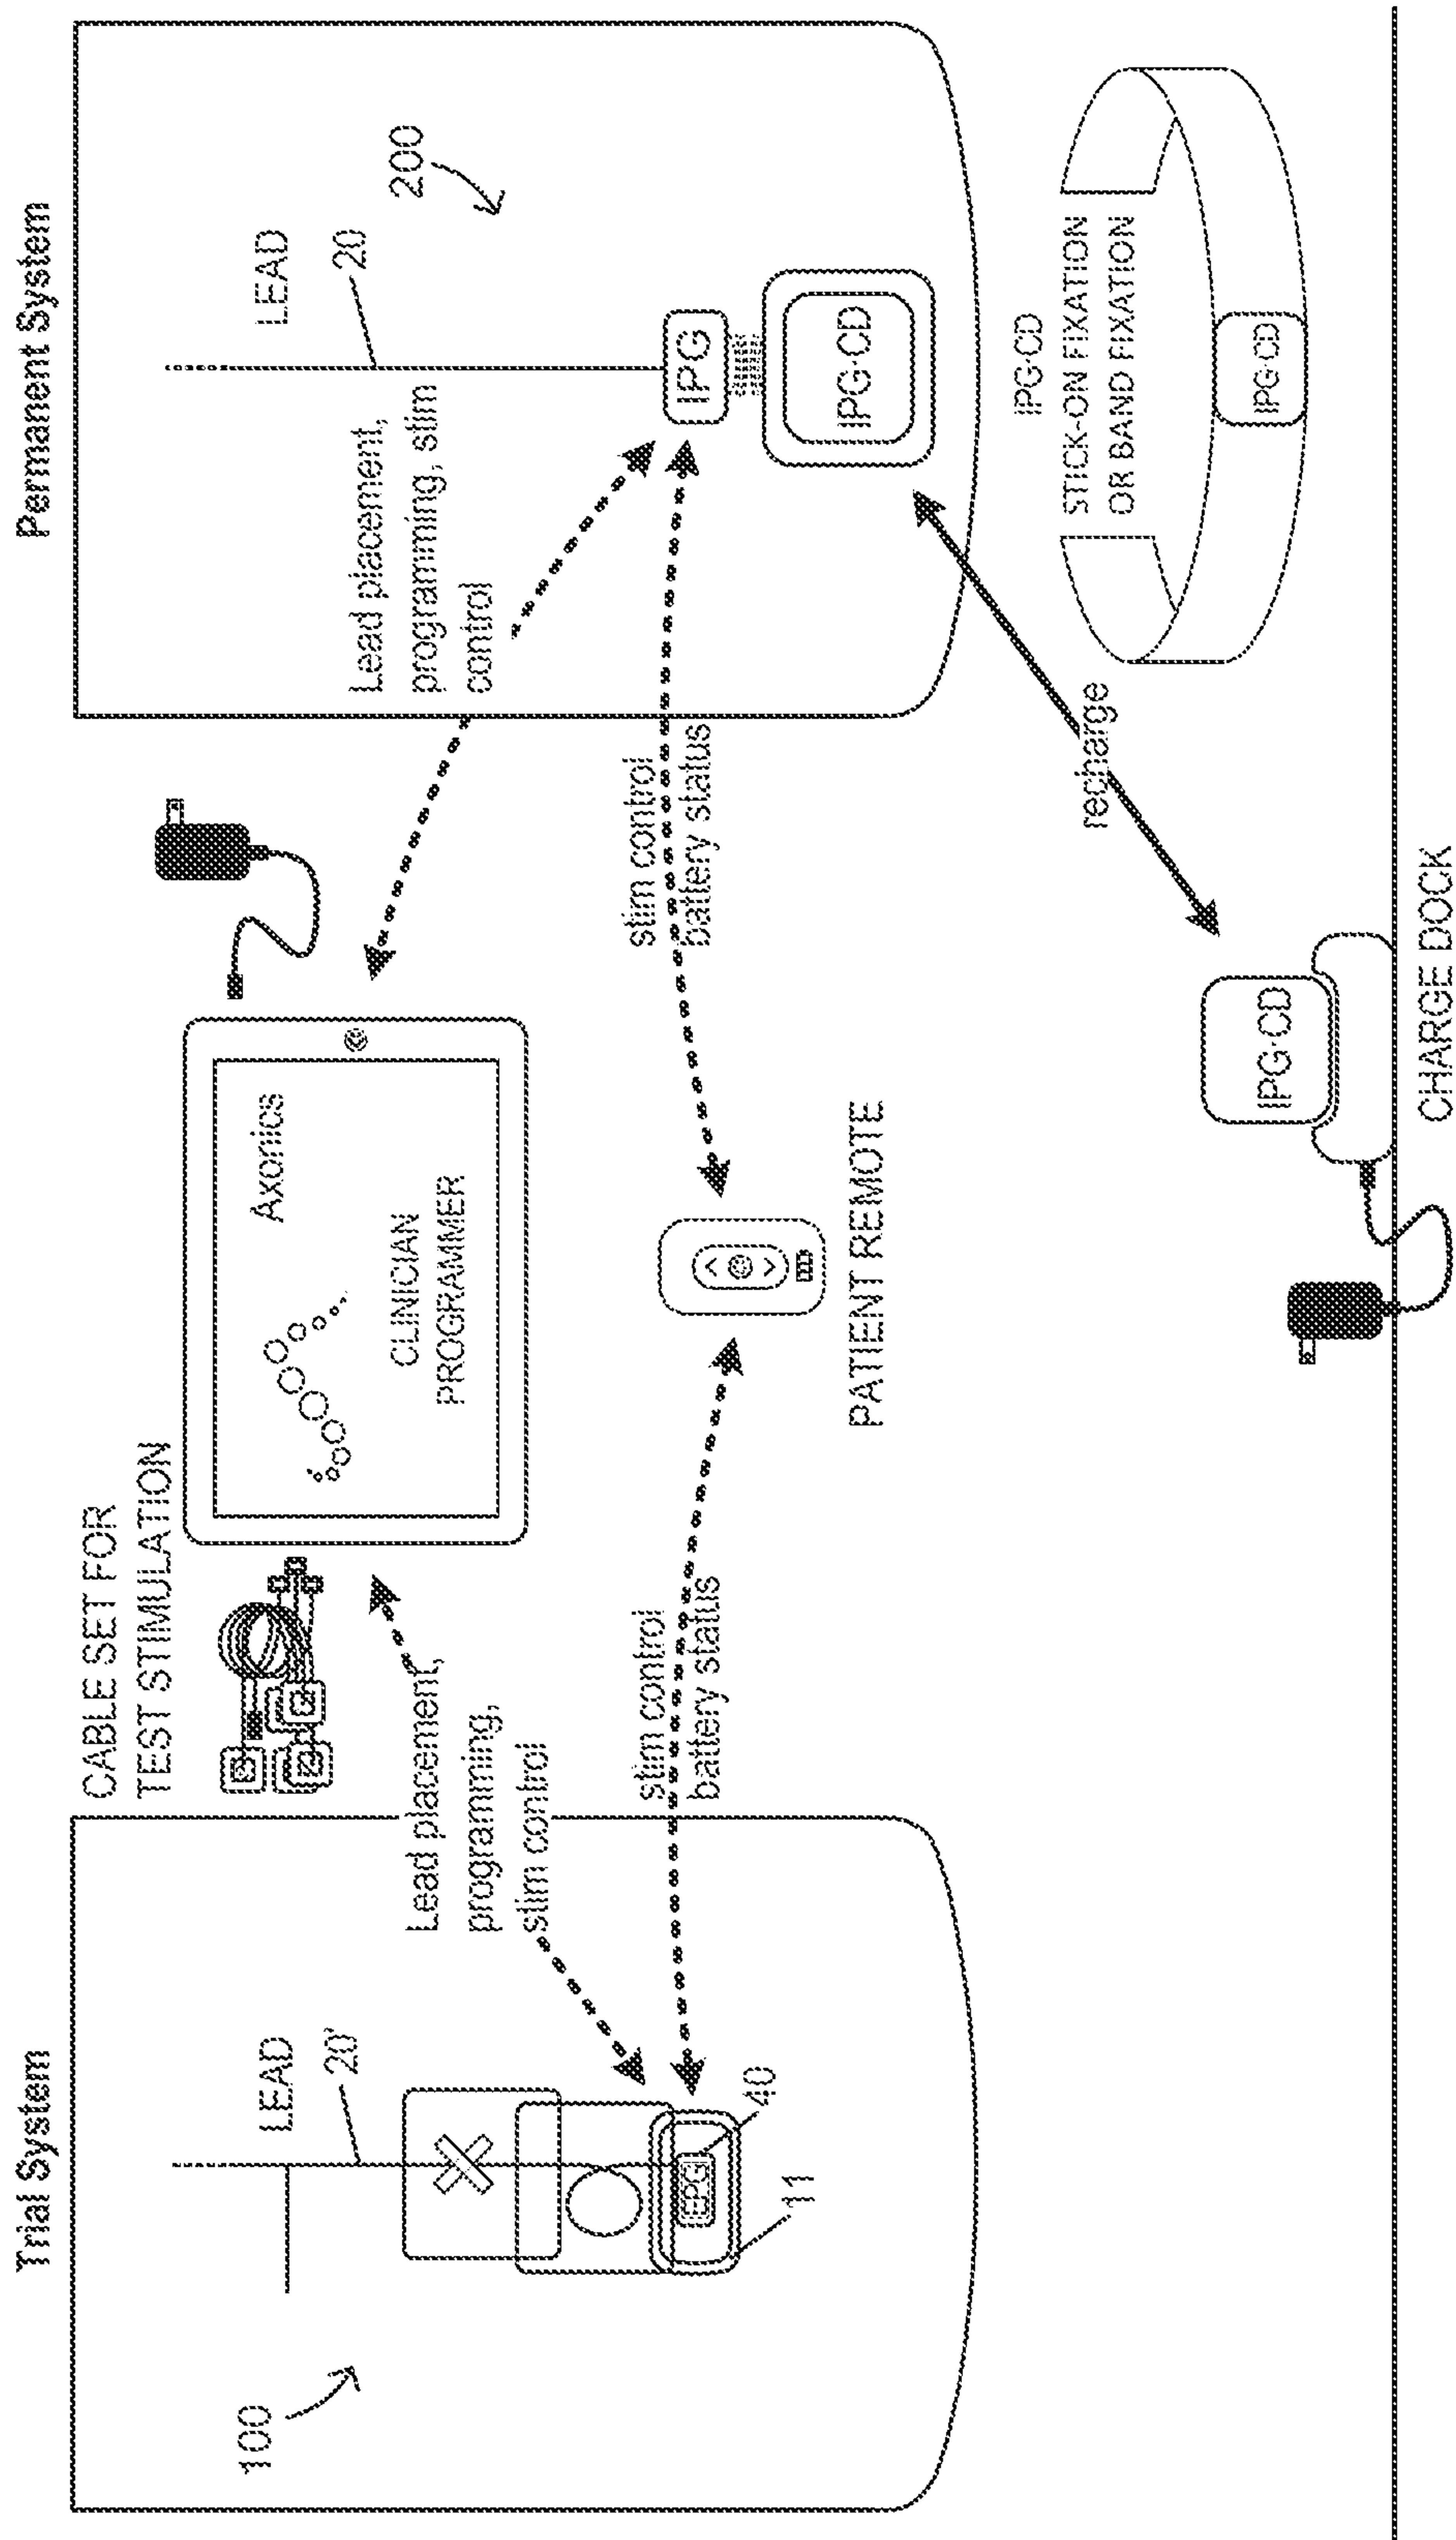 Trial System
100
LEAD
20'
EPG
40
11
Lead placement,
programming,
stim control
stim control
battery status
CABLE SET FOR
TEST STIMULATION
Axonics
CLINICIAN
PROGRAMMER
PATIENT REMOTE
Permanent System
200
LEAD
20
Lead placement,
programming, stim
control
IPG
IPG-CD
stim control
battery status
recharge
IPG-CD
STICK-ON FIXATION
OR BAND FIXATION
IPG-CD
IPG-CD
CHARGE DOCK